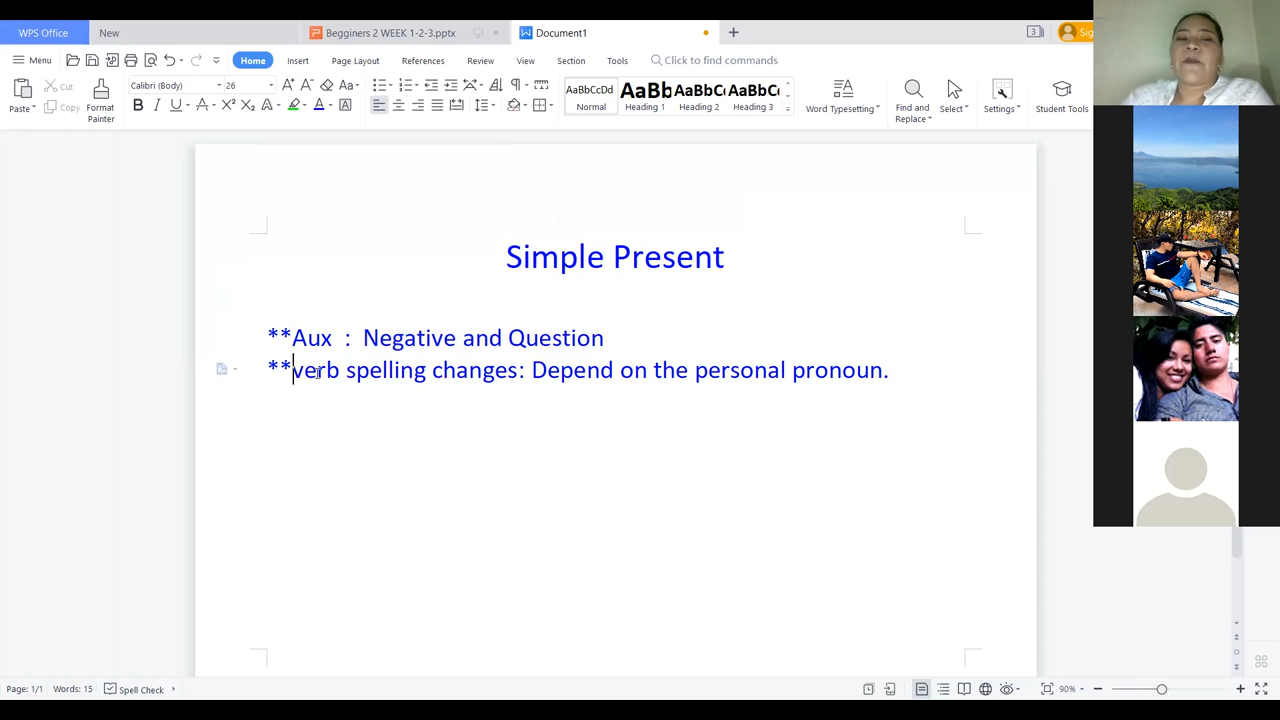 WPS Office
New
Begginers 2 WEEK 1-2-3.pptx
Document1
3
Sig
Menu
Home
Insert
Page Layout
References
Review
View
Section
Tools
Click to find commands
Paste
Cut
Copy
Format Painter
Calibri (Body)
26
AaBbCcDd
Normal
AaBb
Heading 1
AaBbC
Heading 2
AaBbC
Heading 3
Word Typesetting
Find and Replace
Select
Settings
Student Tools
Simple Present
**Aux : Negative and Question
**verb spelling changes: Depend on the personal pronoun.
Page: 1/1
Words: 15
Spell Check
90%